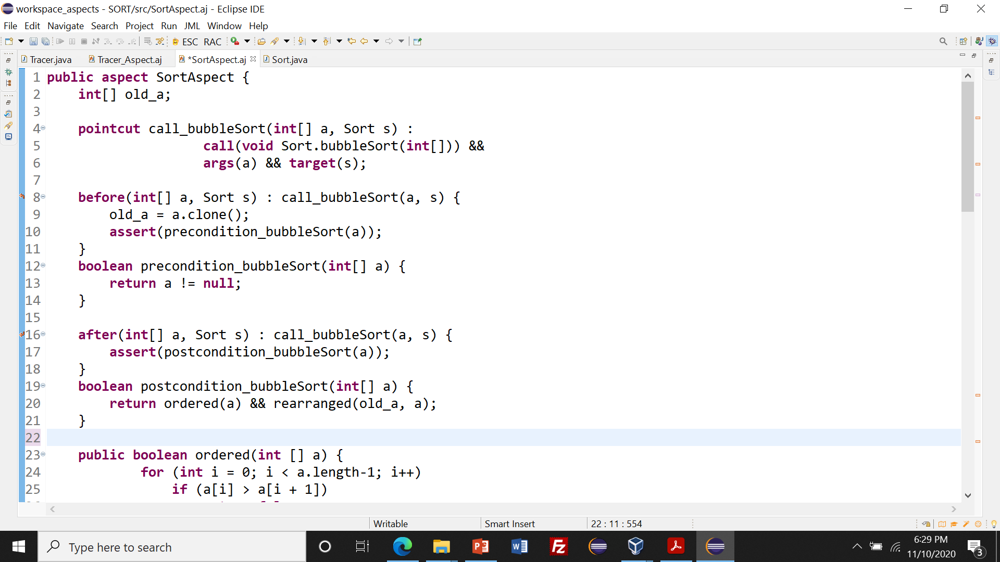 workspace_aspects - SORT/src/SortAspect.aj - Eclipse IDE
File Edit Navigate Search Project Run JML Window Help
ESC RAC
Tracer.java Tracer_Aspect.aj *SortAspect.aj Sort.java
1 public aspect SortAspect {
2 int[] old_a;
3
4 pointcut call_bubbleSort(int[] a, Sort s) :
5 call(void Sort.bubbleSort(int[])) &&
6 args(a) && target(s);
7
8 before(int[] a, Sort s) : call_bubbleSort(a, s) {
9 old_a = a.clone();
10 assert(precondition_bubbleSort(a));
11 }
12 boolean precondition_bubbleSort(int[] a) {
13 return a != null;
14 }
15
16 after(int[] a, Sort s) : call_bubbleSort(a, s) {
17 assert(postcondition_bubbleSort(a));
18 }
19 boolean postcondition_bubbleSort(int[] a) {
20 return ordered(a) && rearranged(old_a, a);
21 }
22
23 public boolean ordered(int [] a) {
24 for (int i = 0; i < a.length-1; i++)
25 if (a[i] > a[i + 1])
Writable Smart Insert 22 : 11 : 554
Type here to search
6:29 PM
11/10/2020
3